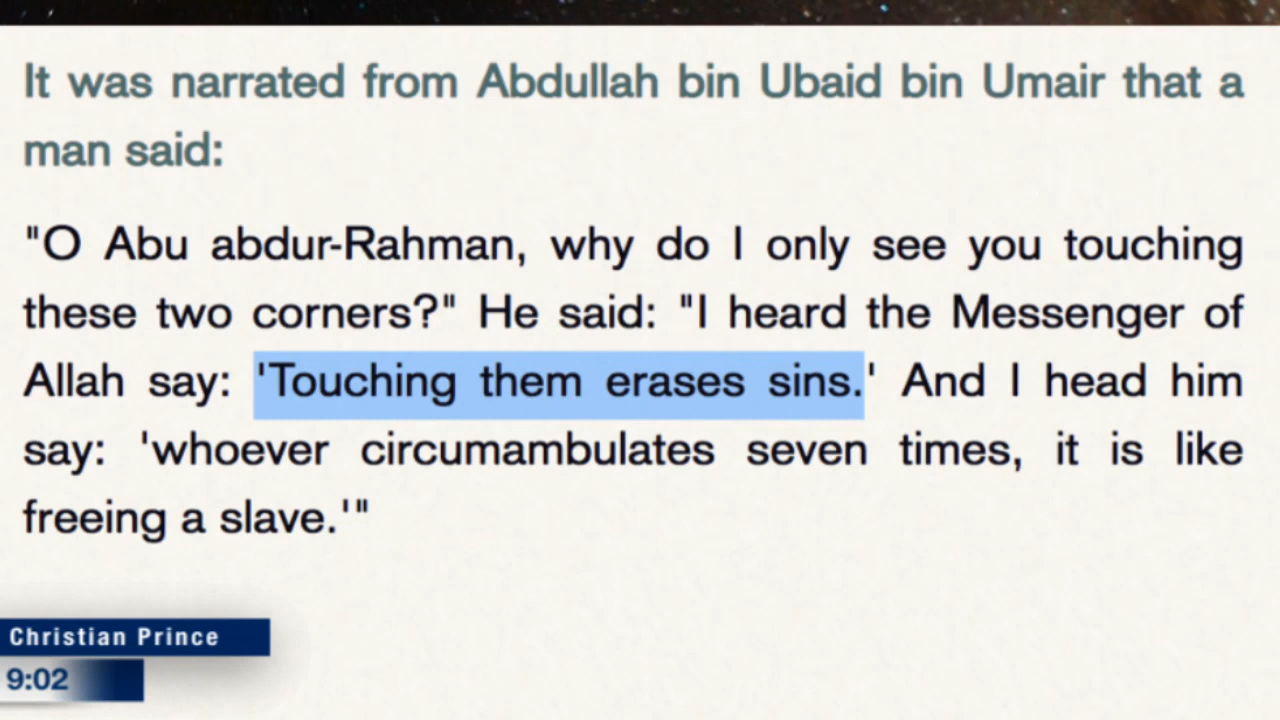 It was narrated from Abdullah bin Ubaid bin Umair that a
man said:
"O Abu abdur-Rahman, why do I only see you touching
these two corners?" He said: "I heard the Messenger of
Allah say: 'Touching them erases sins.' And I head him
say: 'whoever circumambulates seven times, it is like
freeing a slave.'"
Christian Prince
9:02